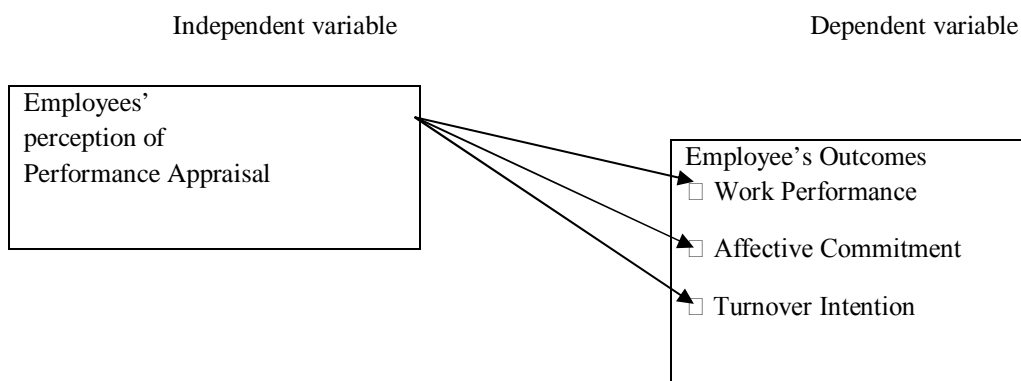 Independent variable
Dependent variable
Employees’
perception of
Performance Appraisal
Employee’s Outcomes
□ Work Performance
□ Affective Commitment
□ Turnover Intention